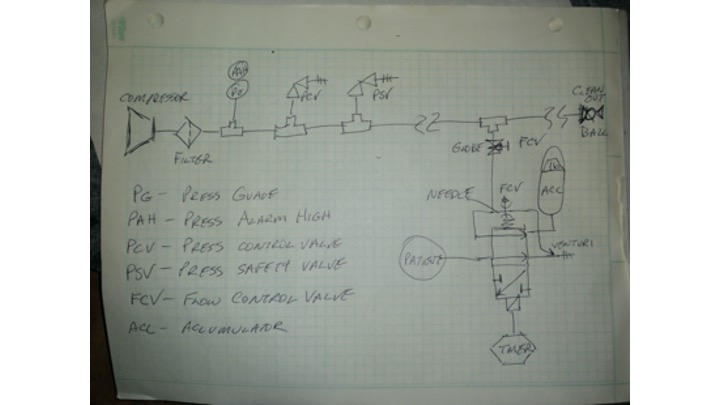 PAH
PG
PCV
PSV
CLEAN
OUT
COMPRESSOR
BALL
FILTER
GLOBE
FCV
ACC
PG - PRESS GUAGE
NEEDLE
FCV
PAH - PRESS ALARM HIGH
PCV - PRESS CONTROL VALVE
PATIENT
VENTURI
PSV - PRESS SAFETY VALVE
FCV - FLOW CONTROL VALVE
ACC - ACCUMULATOR
TIMER